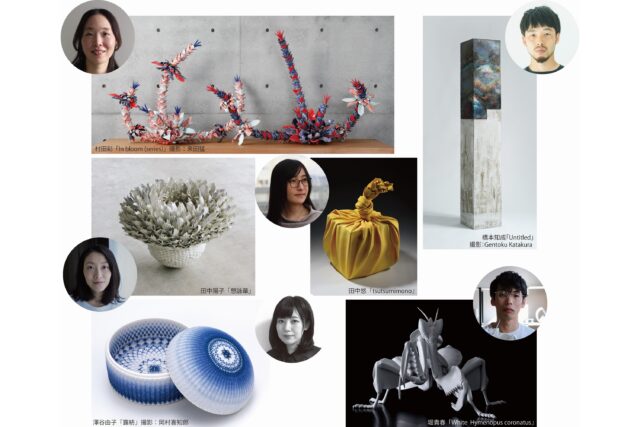 村田彩「In bloom (series)」撮影：来田猛
橋本知成「Untitled」
撮影：Gentoku Katakura
田中陽子「想詠華」
田中悠「tsutsumimono」
澤谷由子「露紡」撮影：岡村喜知郎
堀貴春「White Hymenopus coronatus」